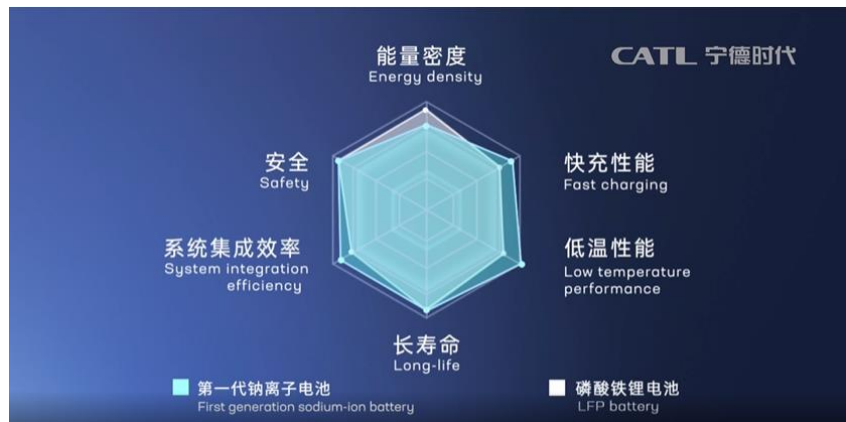 能量密度
Energy density
CATL 宁德时代
安全
Safety
快充性能
Fast charging
系统集成效率
System integration
efficiency
低温性能
Low temperature
performance
长寿命
Long-life
第一代钠离子电池
First generation sodium-ion battery
磷酸铁锂电池
LFP battery